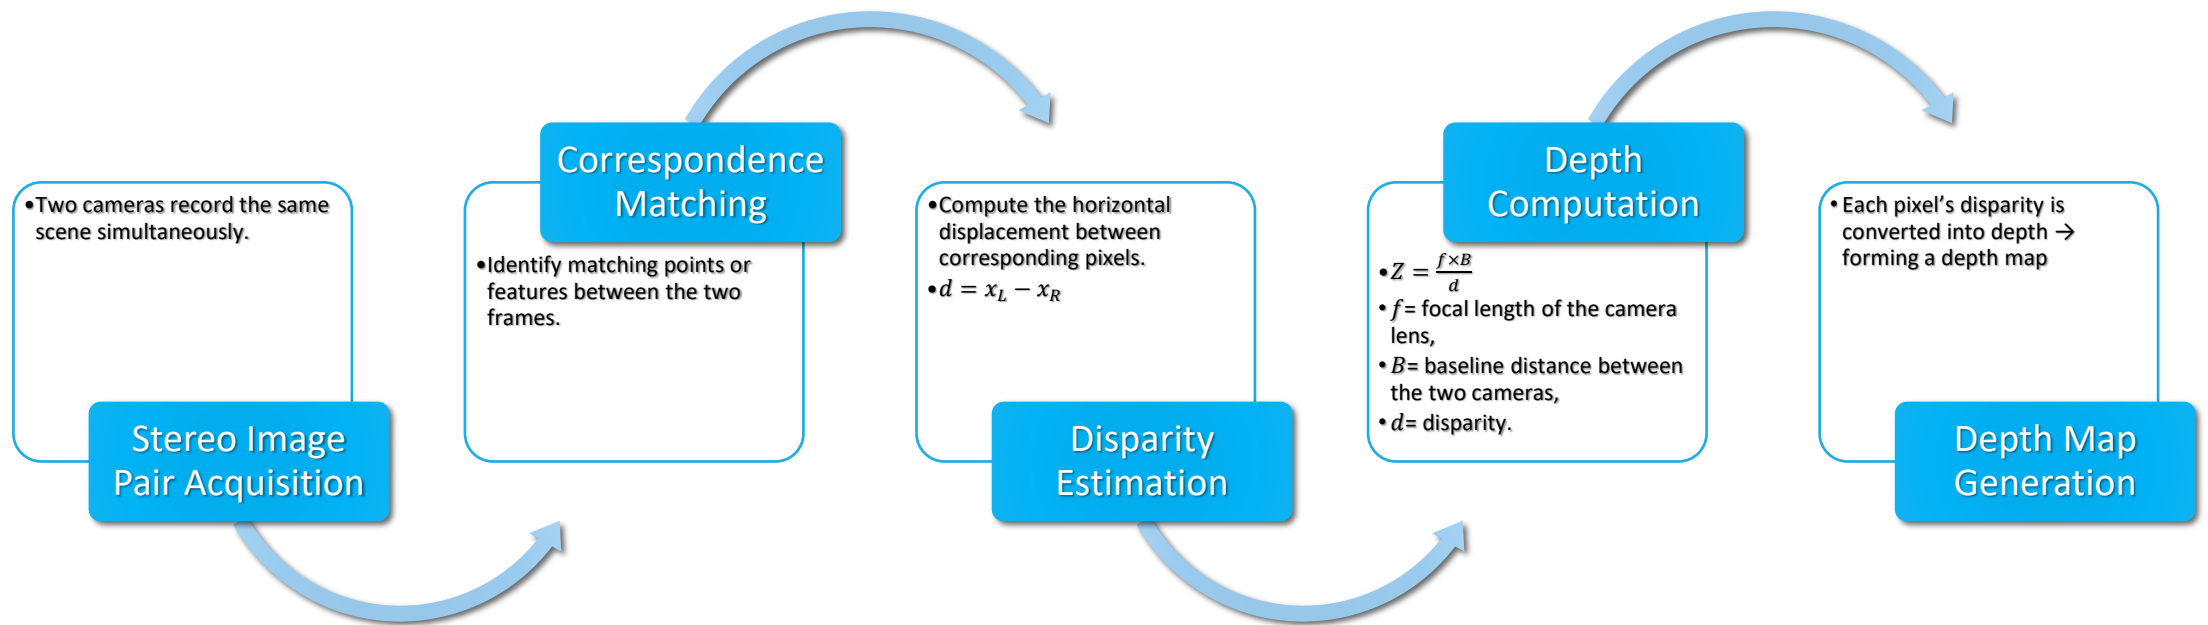 •Two cameras record the same
scene simultaneously.
Stereo Image
Pair Acquisition
Correspondence
Matching
•Identify matching points or
features between the two
frames.
•Compute the horizontal
displacement between
corresponding pixels.
•d = x_L − x_R
Disparity
Estimation
Depth
Computation
•Z = \frac{f×B}{d}
•f= focal length of the camera
lens,
•B= baseline distance between
the two cameras,
•d= disparity.
•Each pixel’s disparity is
converted into depth →
forming a depth map
Depth Map
Generation